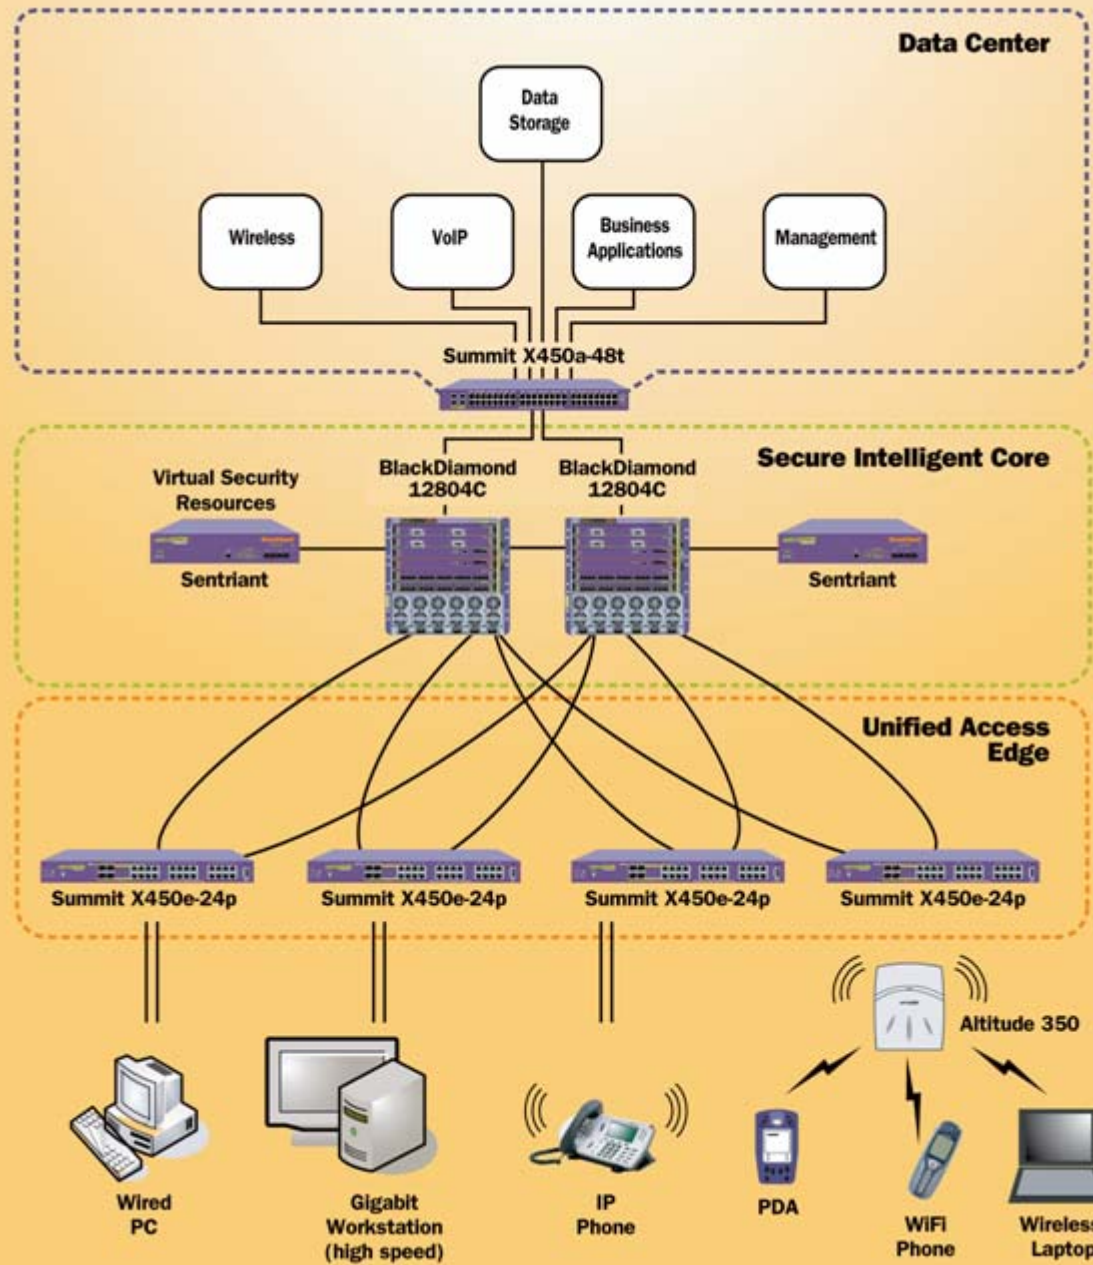 Data Center
Data
Storage
Wireless
VoIP
Business
Applications
Management
Summit X450a-48t
Secure Intelligent Core
Virtual Security
Resources
BlackDiamond
12804C
BlackDiamond
12804C
Sentriant
Sentriant
Unified Access
Edge
Summit X450e-24p
Summit X450e-24p
Summit X450e-24p
Summit X450e-24p
Altitude 350
Wired
PC
Gigabit
Workstation
(high speed)
IP
Phone
PDA
WiFi
Phone
Wireless
Laptop